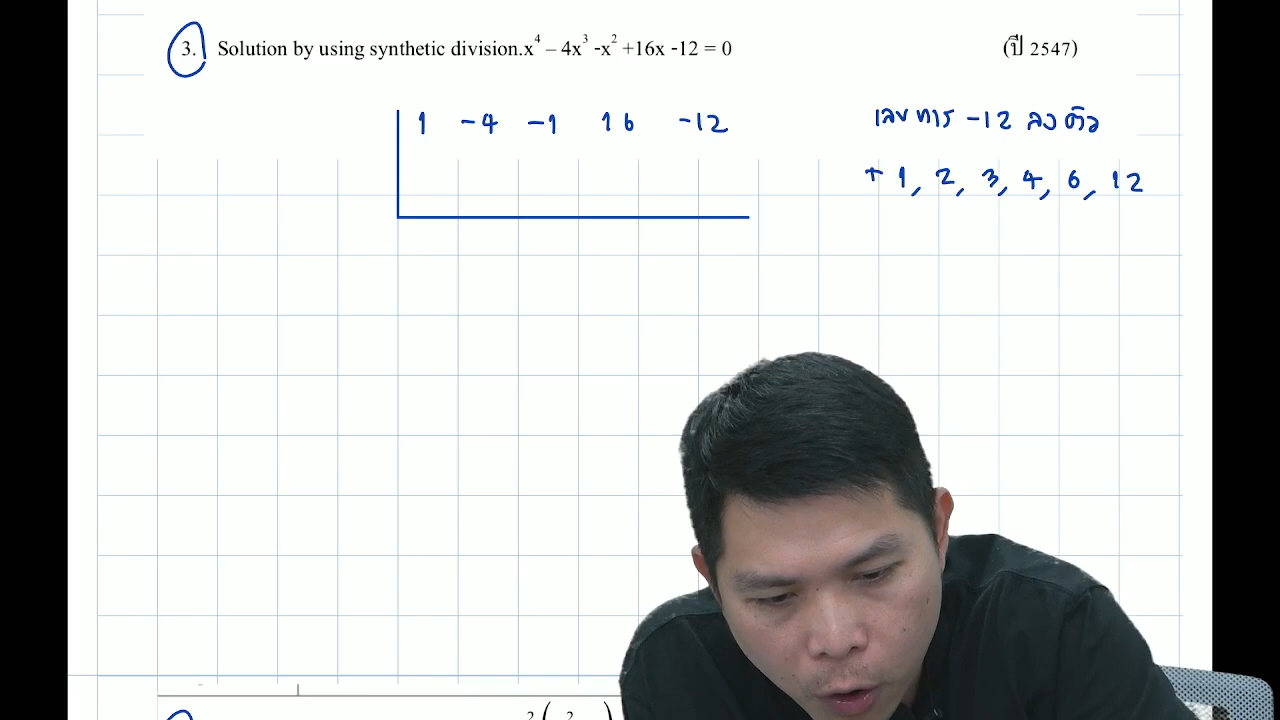 3. Solution by using synthetic division.x⁴ – 4x³ -x² +16x -12 = 0 (ปี 2547)
1 -4 -1 16 -12
เลขหาร -12 ลงตัว
+ 1, 2, 3, 4, 6, 12